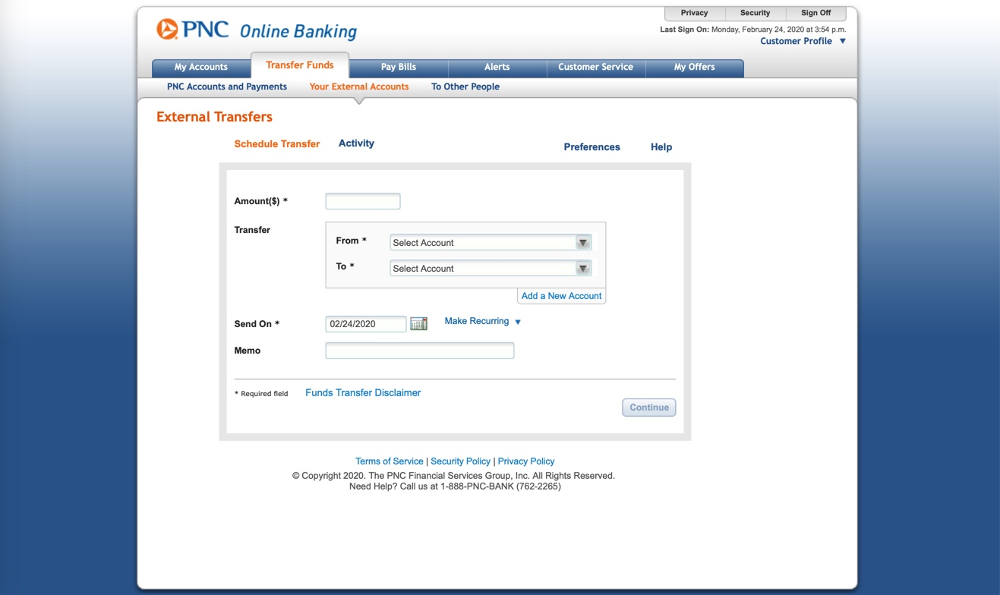 Privacy Security Sign Off
PNC Online Banking
Last Sign On: Monday, February 24, 2020 at 3:54 p.m.
Customer Profile ▼
My Accounts Transfer Funds Pay Bills Alerts Customer Service My Offers
PNC Accounts and Payments Your External Accounts To Other People
External Transfers
Schedule Transfer Activity Preferences Help
Amount($) *
Transfer
From * Select Account
To * Select Account
Add a New Account
Send On * 02/24/2020 Make Recurring ▼
Memo
* Required field Funds Transfer Disclaimer
Continue
Terms of Service | Security Policy | Privacy Policy
© Copyright 2020. The PNC Financial Services Group, Inc. All Rights Reserved.
Need Help? Call us at 1-888-PNC-BANK (762-2265)